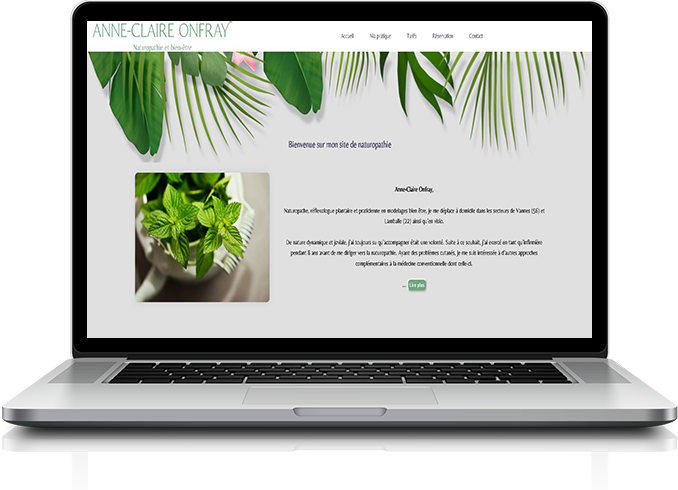 ANNE-CLAIRE ONFRAY
Naturopathie et bien-être
Accueil Ma pratique Tarifs Réservation Contact
Bienvenue sur mon site de naturopathie
Anne-Claire Onfray,
Naturopathe, réflexologue plantaire et praticienne en modelages bien-être, je me déplace à domicile dans les secteurs de Vannes (56) et
Lamballe (22) ainsi qu'en visio.
De nature dynamique et joviale, j'ai toujours su qu'accompagner était une volonté. Suite à ce souhait, j'ai exercé en tant qu'infirmière
pendant 8 ans avant de me diriger vers la naturopathie. Ayant des problèmes cutanés, je me suis intéressée à d'autres approches
complémentaires à la médecine conventionnelle dont celle-ci.
... Lire plus